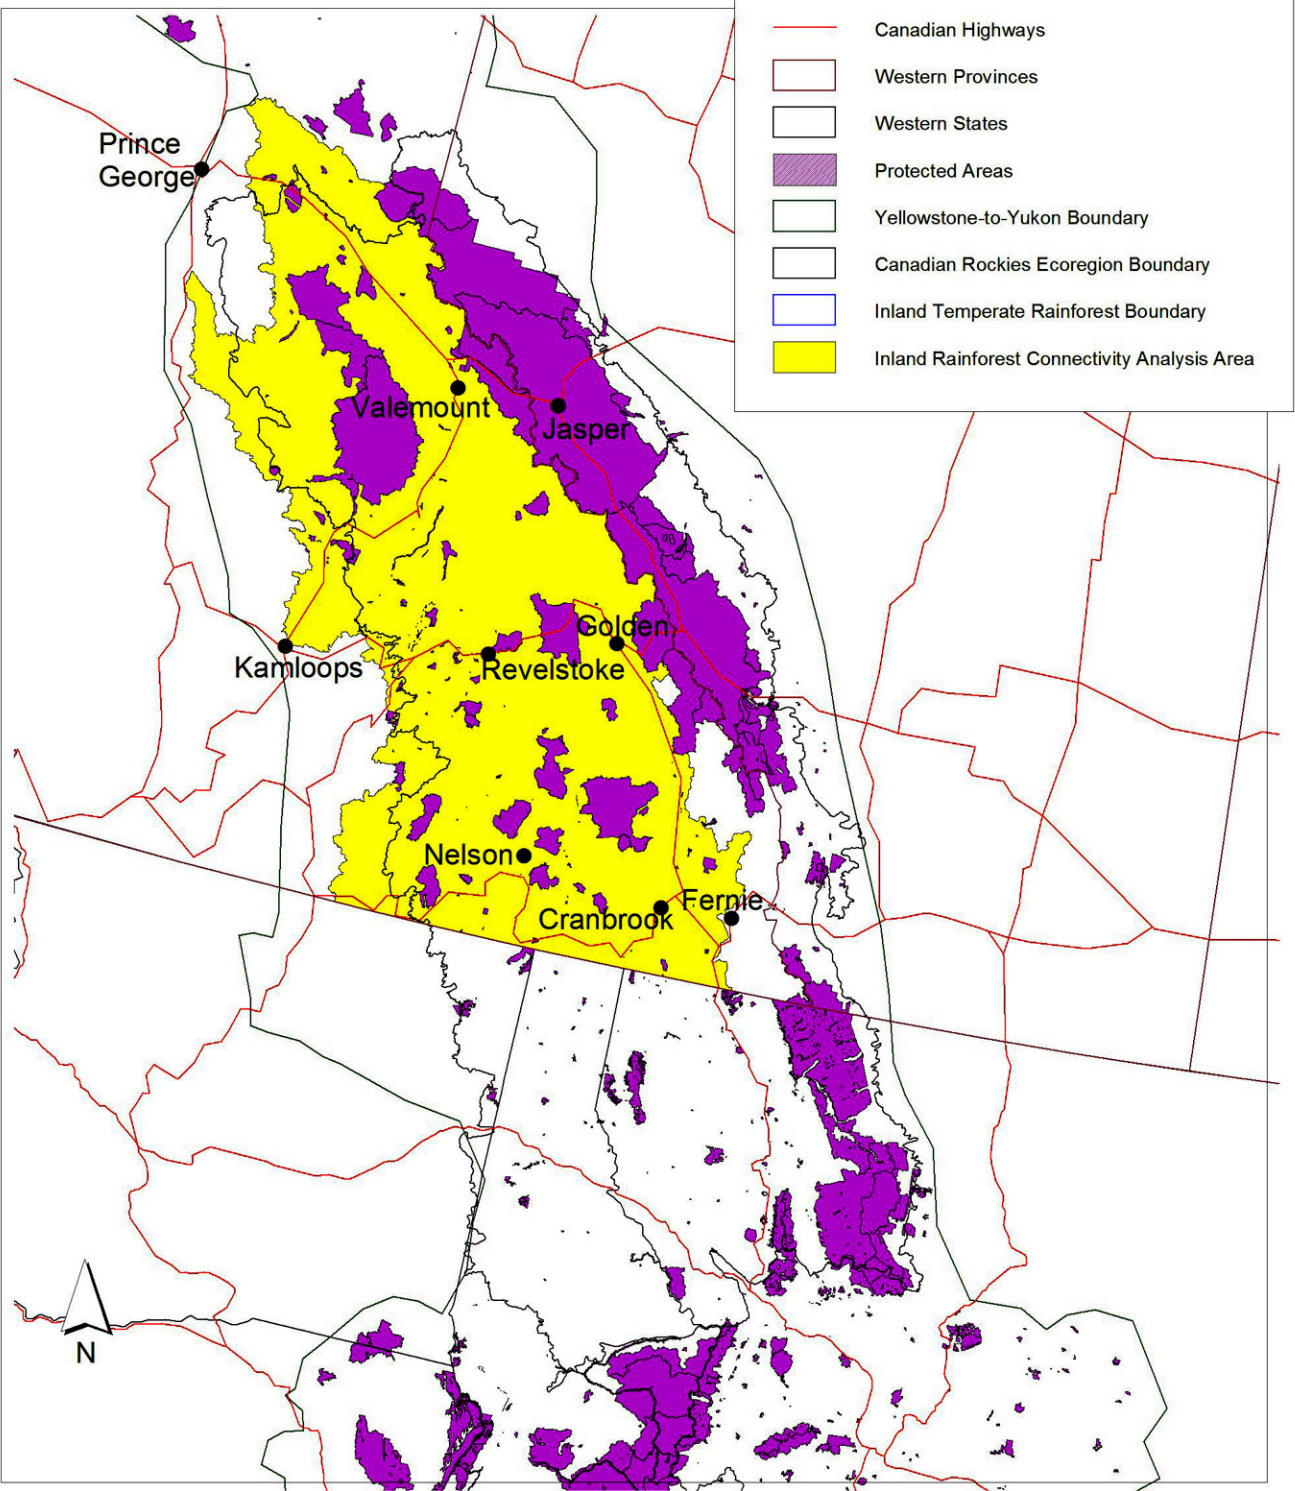 Canadian Highways
Western Provinces
Western States
Protected Areas
Yellowstone-to-Yukon Boundary
Canadian Rockies Ecoregion Boundary
Inland Temperate Rainforest Boundary
Inland Rainforest Connectivity Analysis Area
Prince
George
Valemount
Jasper
Golden
Kamloops
Revelstoke
Nelson
Cranbrook
Fernie
N